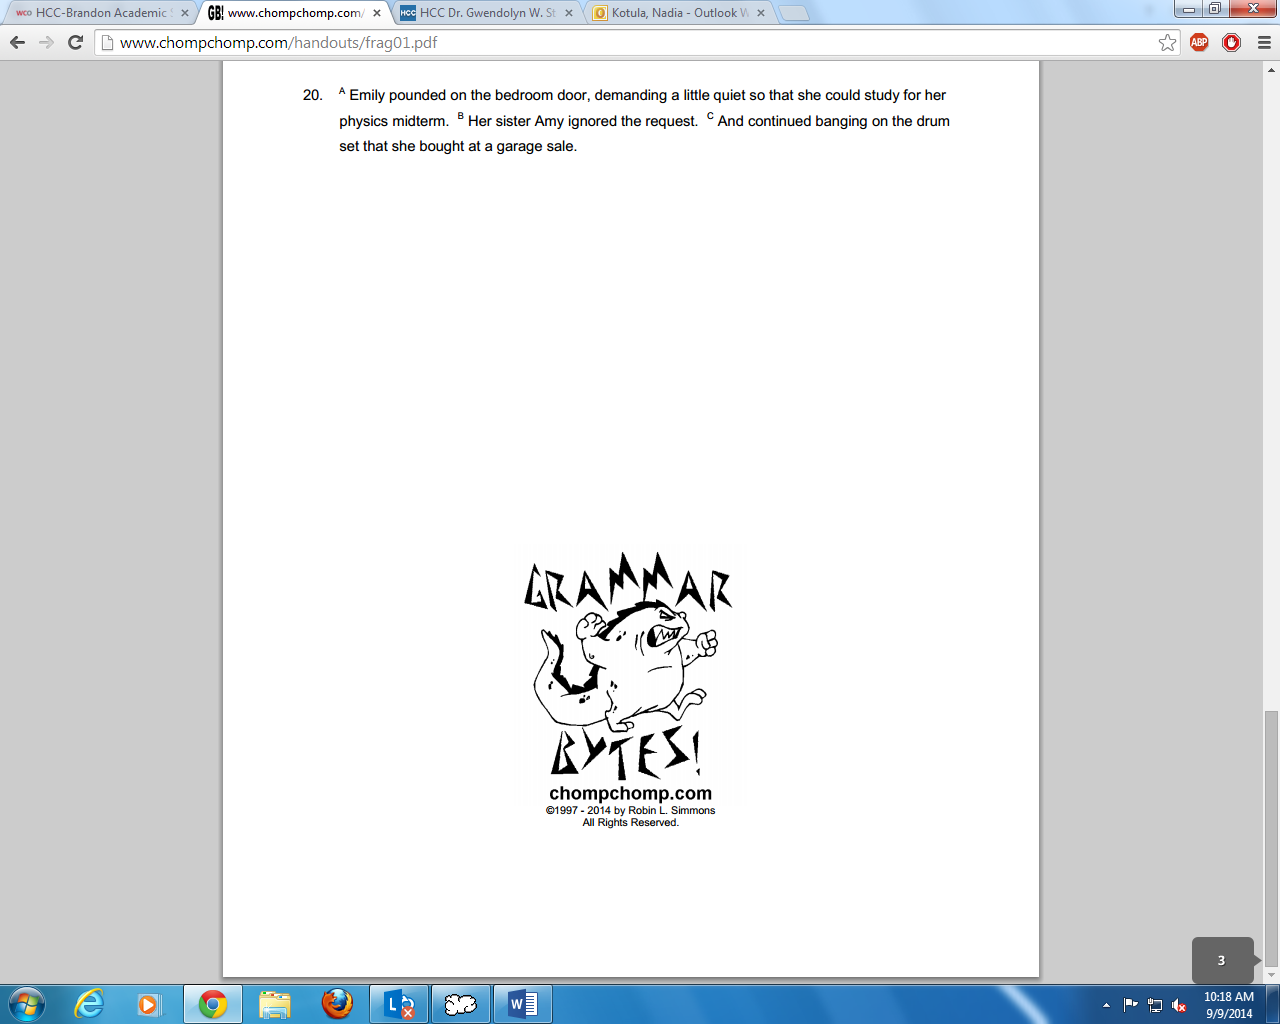 HCC-Brandon Academic
www.chompchomp.com/
HCC Dr. Gwendolyn W. St
Kotula, Nadia - Outlook W
www.chompchomp.com/handouts/frag01.pdf
ABP
20. A Emily pounded on the bedroom door, demanding a little quiet so that she could study for her
physics midterm. B Her sister Amy ignored the request. C And continued banging on the drum
set that she bought at a garage sale.
GRAMMAR
BYTES!
chompchomp.com
©1997 - 2014 by Robin L. Simmons
All Rights Reserved.
3
10:18 AM
9/9/2014